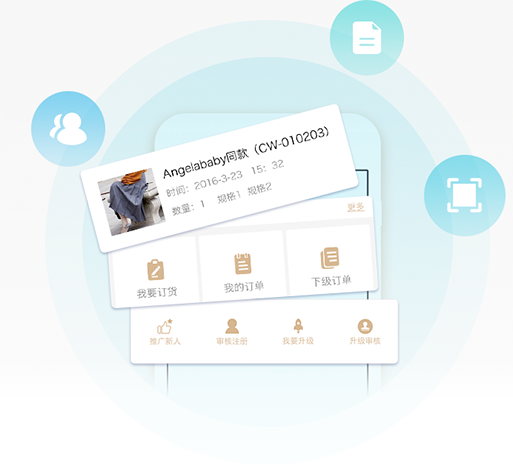 Angelababy同款（CW-010203）
时间：2016-3-23 15：32
数量：1 规格1 规格2
更多
我要订货 我的订单 下级订单
推广新人 审核注册 我要升级 升级审核